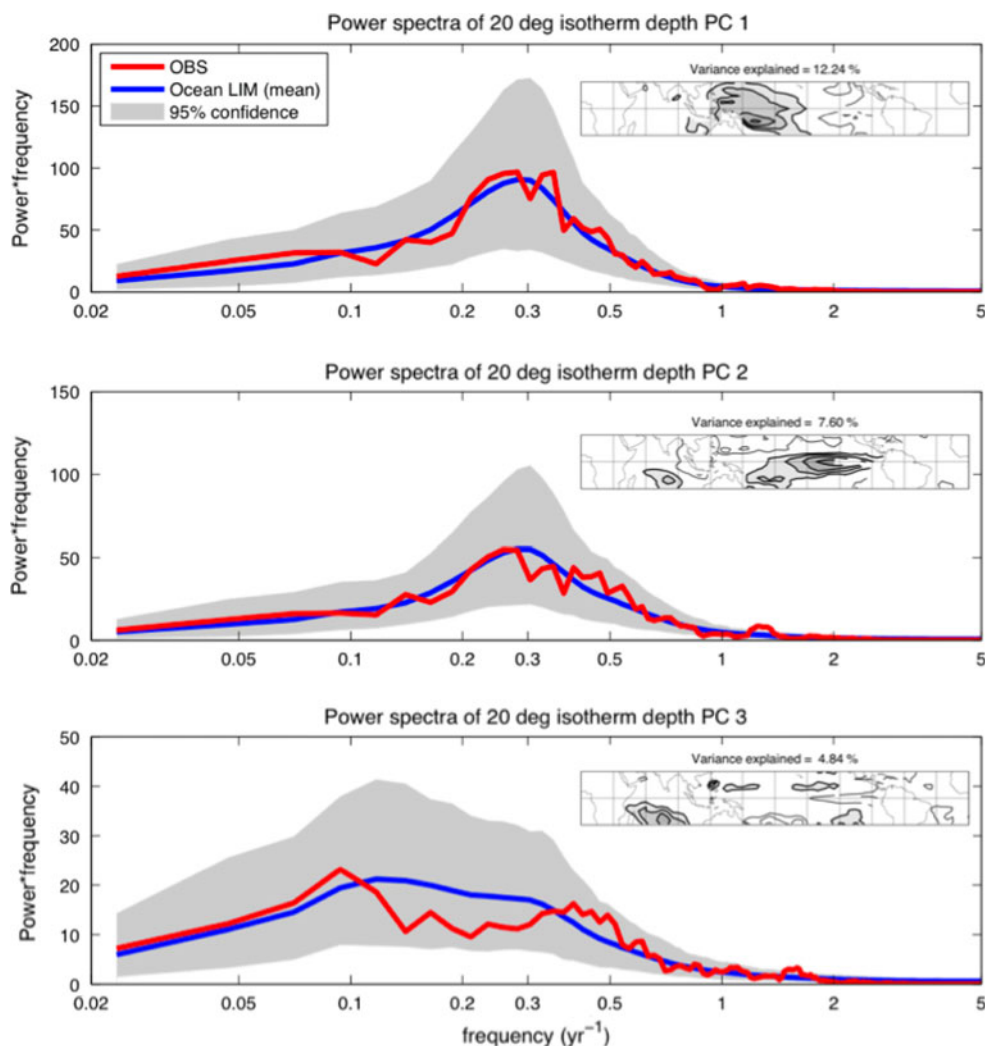 Power spectra of 20 deg isotherm depth PC 1
Power*frequency
200
150
100
50
0
OBS
Ocean LIM (mean)
95% confidence
Variance explained = 12.24 %
0.02 0.05 0.1 0.2 0.3 0.5 1 2 5
Power spectra of 20 deg isotherm depth PC 2
Power*frequency
150
100
50
0
Variance explained = 7.60 %
0.02 0.05 0.1 0.2 0.3 0.5 1 2 5
Power spectra of 20 deg isotherm depth PC 3
Power*frequency
50
40
30
20
10
0
Variance explained = 4.84 %
0.02 0.05 0.1 0.2 0.3 0.5 1 2 5
frequency (yr⁻¹)